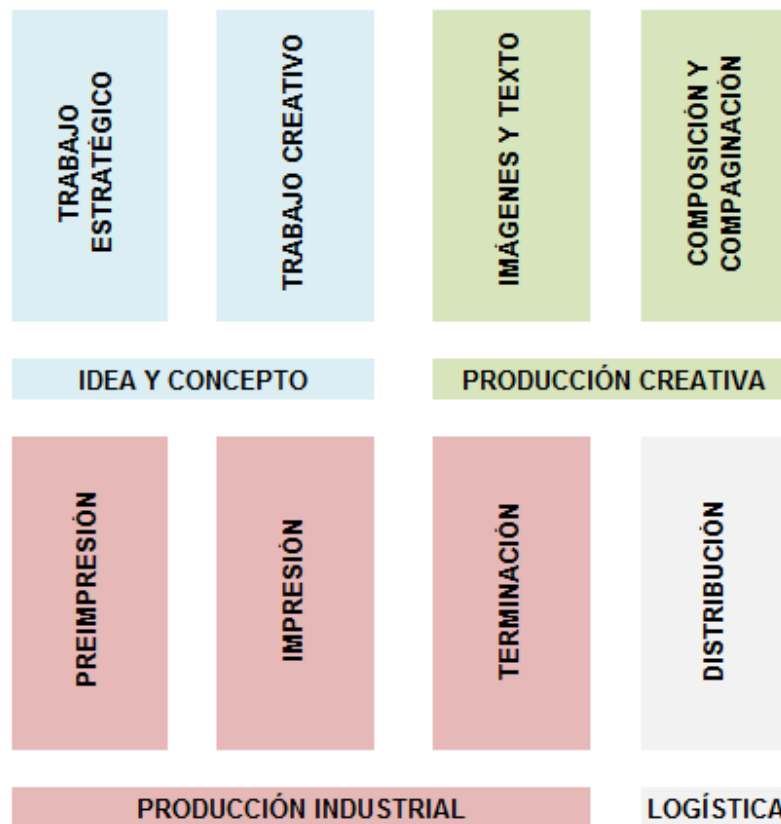 TRABAJO
ESTRATÉGICO
TRABAJO CREATIVO
IMÁGENES Y TEXTO
COMPOSICIÓN Y
COMPAGINACIÓN
IDEA Y CONCEPTO
PRODUCCIÓN CREATIVA
PREIMPRESIÓN
IMPRESIÓN
TERMINACIÓN
DISTRIBUCIÓN
PRODUCCIÓN INDUSTRIAL
LOGÍSTICA